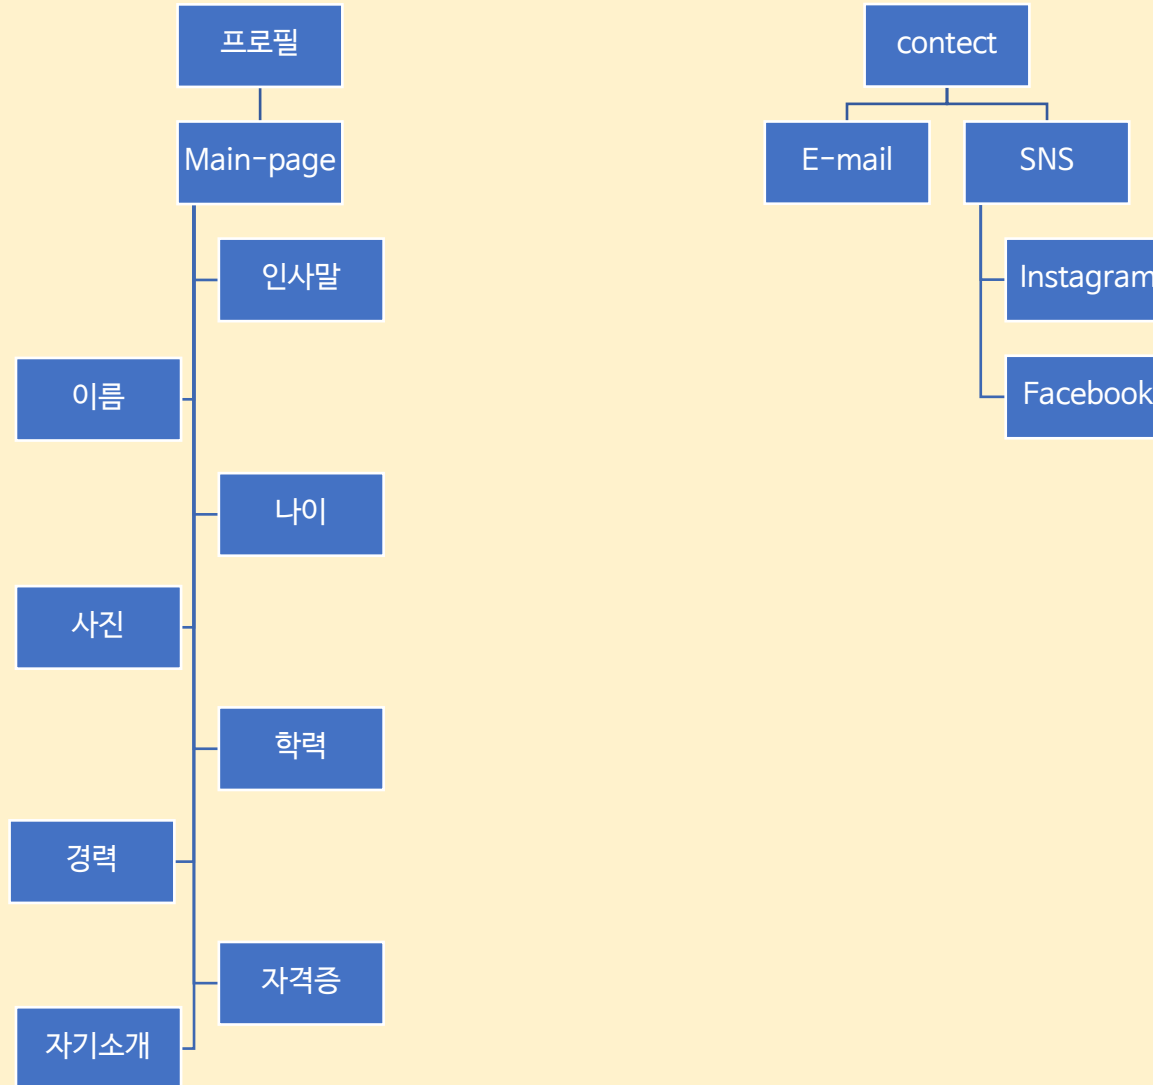 프로필
Main-page
인사말
이름
나이
사진
학력
경력
자격증
자기소개
contect
E-mail
SNS
Instagram
Facebook